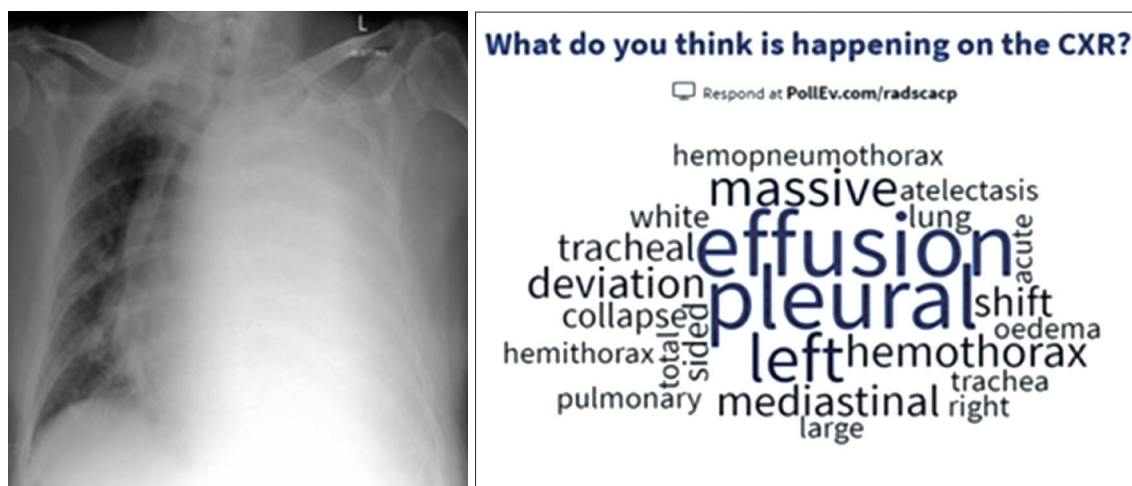 L
What do you think is happening on the CXR?
Respond at PollEv.com/radscacp
hemopneumothorax
massive atelectasis
white lung
tracheal effusion acute
deviation pleural shift
collapse sided oedema
hemithorax total left hemothorax
trachea
pulmonary mediastinal right
large